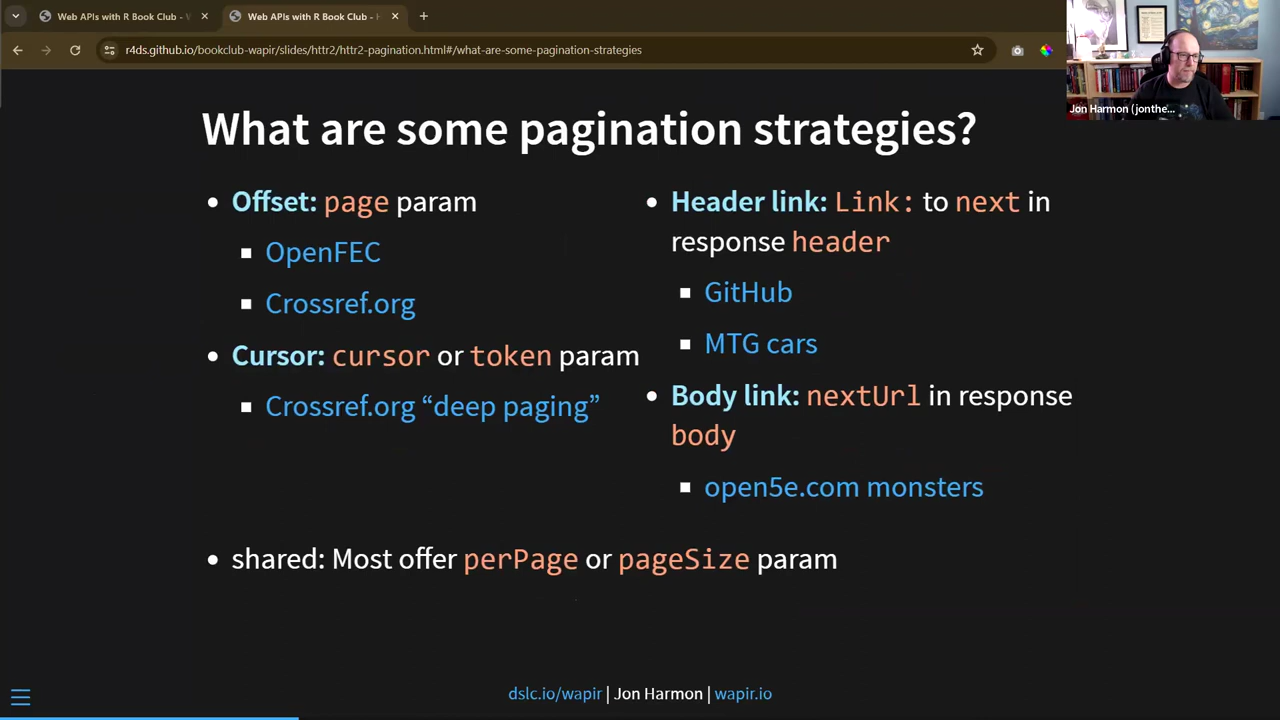 Web APIs with R Book Club - W
Web APIs with R Book Club - H
r4ds.github.io/bookclub-wapir/slides/httr2/httr2-pagination.html#/what-are-some-pagination-strategies
Jon Harmon (jonthe...
What are some pagination strategies?
Offset: page param
OpenFEC
Crossref.org
Cursor: cursor or token param
Crossref.org “deep paging”
Header link: Link: to next in
response header
GitHub
MTG cars
Body link: nextUrl in response
body
open5e.com monsters
shared: Most offer perPage or pageSize param
dslc.io/wapir | Jon Harmon | wapir.io